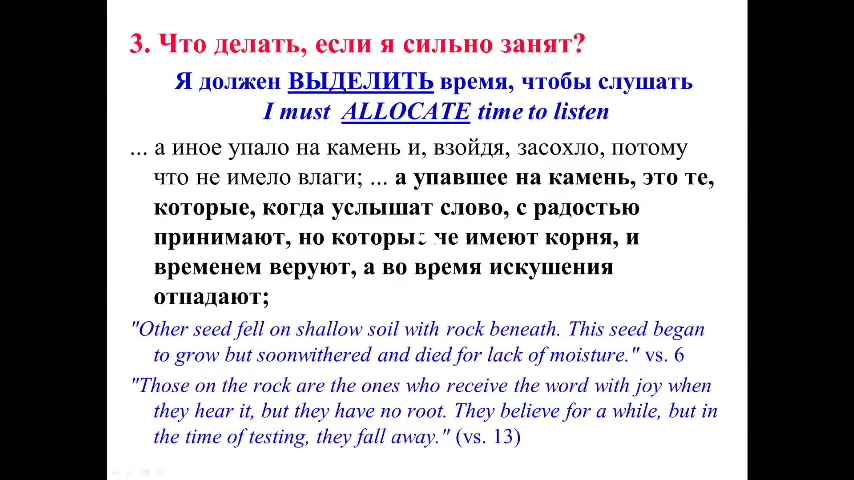 3. Что делать, если я сильно занят?
Я должен ВЫДЕЛИТЬ время, чтобы слушать
I must ALLOCATE time to listen
... а иное упало на камень и, взойдя, засохло, потому
что не имело влаги; ... а упавшее на камень, это те,
которые, когда услышат слово, с радостью
принимают, но которые не имеют корня, и
временем веруют, а во время искушения
отпадают;
"Other seed fell on shallow soil with rock beneath. This seed began
to grow but soonwithered and died for lack of moisture." vs. 6
"Those on the rock are the ones who receive the word with joy when
they hear it, but they have no root. They believe for a while, but in
the time of testing, they fall away." (vs. 13)